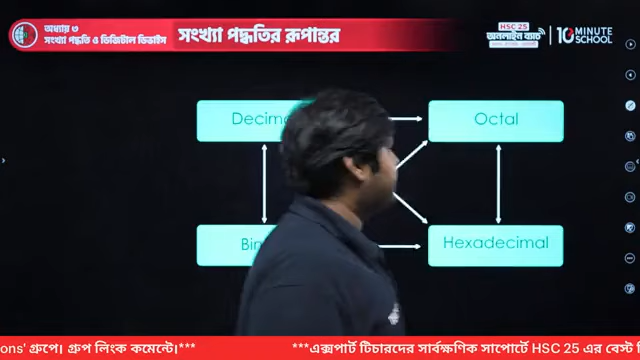 অধ্যায় ৩
সংখ্যা পদ্ধতি ও ডিজিটাল ডিভাইস
সংখ্যা পদ্ধতির রূপান্তর
HSC 25
অনলাইন ব্যাচ
10 MINUTE
SCHOOL
Octal
Hexadecimal
ons' গ্রুপে। গ্রুপ লিংক কমেন্টে।***
***এক্সপার্ট টিচারদের সার্বক্ষণিক সাপোর্টে HSC 25 এর বেস্ট